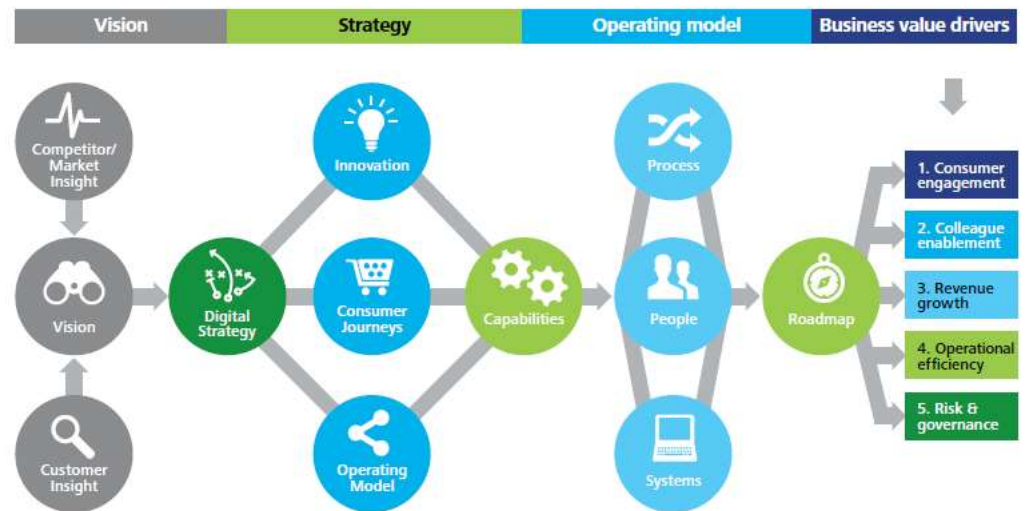 Vision
Strategy
Operating model
Business value drivers
Competitor/
Market
Insight
Vision
Customer
Insight
Digital
Strategy
Innovation
Consumer
Journeys
Operating
Model
Capabilities
Process
People
Systems
Roadmap
1. Consumer
engagement
2. Colleague
enablement
3. Revenue
growth
4. Operational
efficiency
5. Risk &
governance